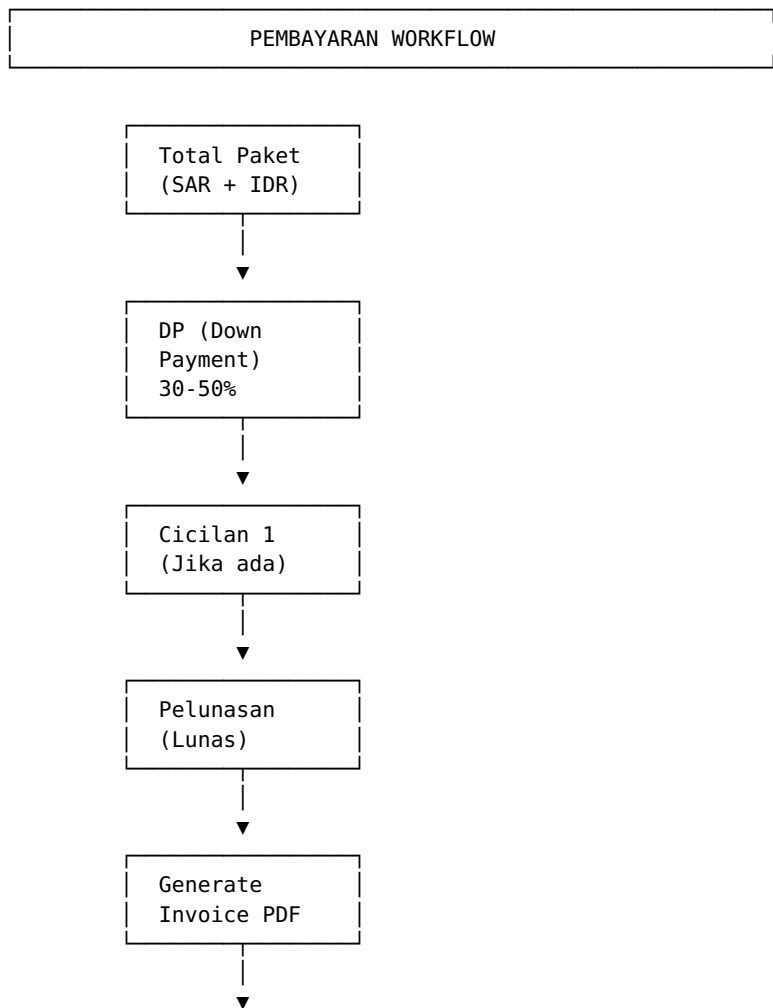 PEMBAYARAN WORKFLOW
Total Paket
(SAR + IDR)
DP (Down
Payment)
30-50%
Cicilan 1
(Jika ada)
Pelunasan
(Lunas)
Generate
Invoice PDF